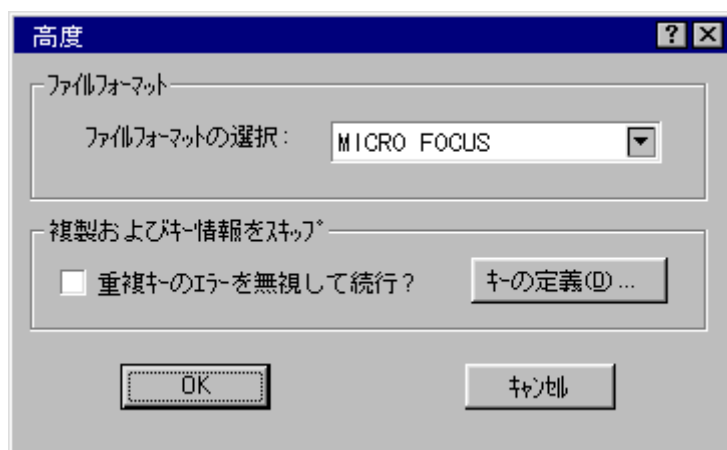 高度
ﾌｧｲﾙﾌｫｰﾏｯﾄ
ﾌｧｲﾙﾌｫｰﾏｯﾄの選択：
MICRO FOCUS
複製およびｷｰ情報をｽｷｯﾌﾟ
重複ｷｰのｴﾗｰを無視して続行？
ｷｰの定義(D) ...
OK
ｷｬﾝｾﾙ